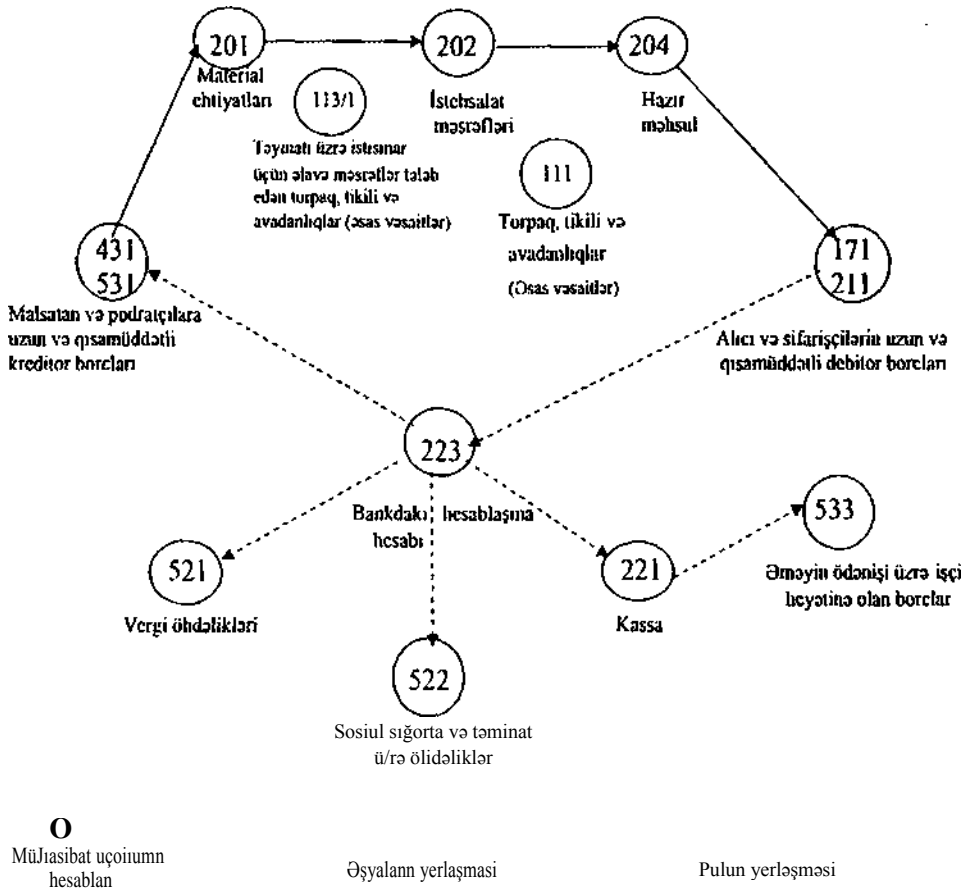 201
202
204
Material
ehtiyatları
113/1
İstehsalat
məsrəfləri
Hazır
məhsul
Təyinatı üzrə istismar
üçün əlavə məsrəflər tələb
edən torpaq, tikili və
avadanlıqlar (əsas vəsaitlər)
111
Torpaq, tikili və
avadanlıqlar
(Osas vəsaitlər)
431
531
Malsatan və podratçılara
uzun və qısamüddətli
kreditor borcları
171
211
Alıcı və sifarişçilərin uzun və
qısamüddətli debitor borcları
223
Bankdakı hesablaşma
hesabı
533
521
221
Əməyin ödənişi üzrə işçi
heyətinə olan borclar
Vergi öhdəlikləri
Kassa
522
Sosiul sığorta və təminat
ü/rə ölidəliklər
O
MüJıasibat uçoiıumn
hesablan
Əşyalann yerlaşmasi
Pulun yerləşməsi